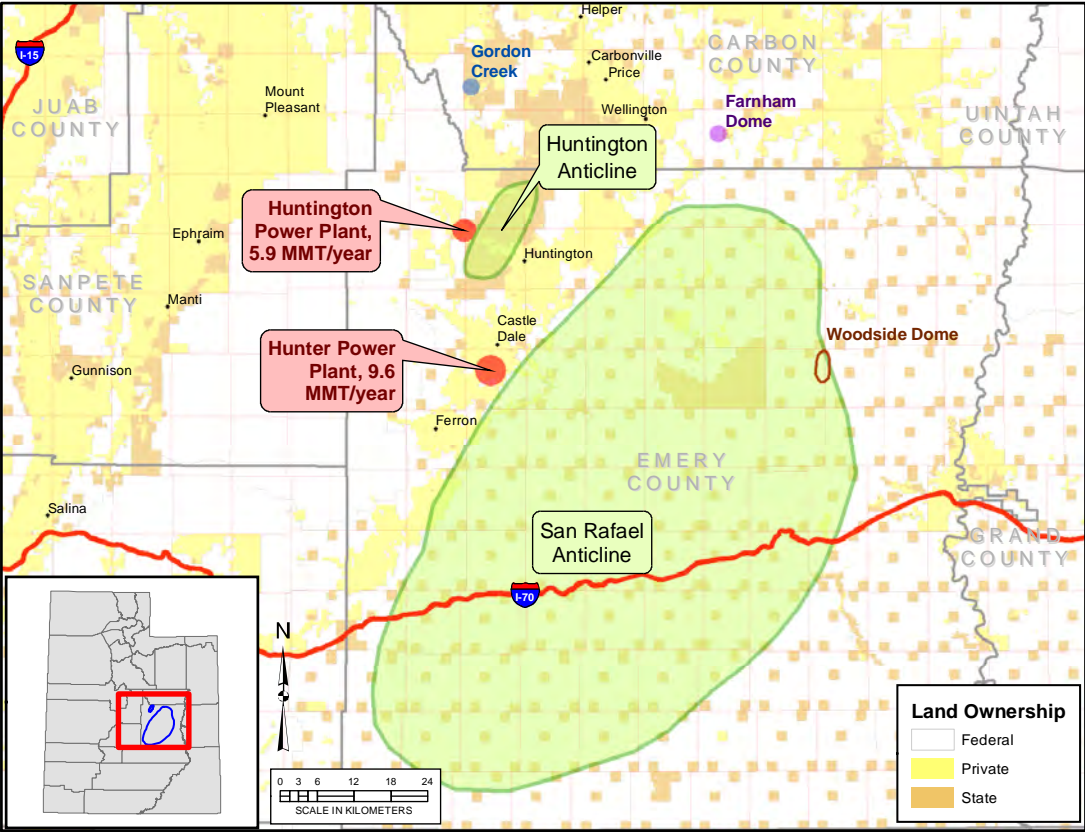 Helper
I-15
Gordon
Creek
Carbonville
Price
CARBON
COUNTY
Mount
Pleasant
JUAB
COUNTY
Wellington
Farnham
Dome
UINTAH
COUNTY
Huntington
Anticline
Huntington
Power Plant,
5.9 MMT/year
Ephraim
Huntington
SANPETE
COUNTY
Manti
Castle
Dale
Woodside Dome
Hunter Power
Plant, 9.6
MMT/year
Gunnison
Ferron
EMERY
COUNTY
Salina
San Rafael
Anticline
GRAND
COUNTY
I-70
N
Land Ownership
Federal
Private
State
0 3 6 12 18 24
SCALE IN KILOMETERS